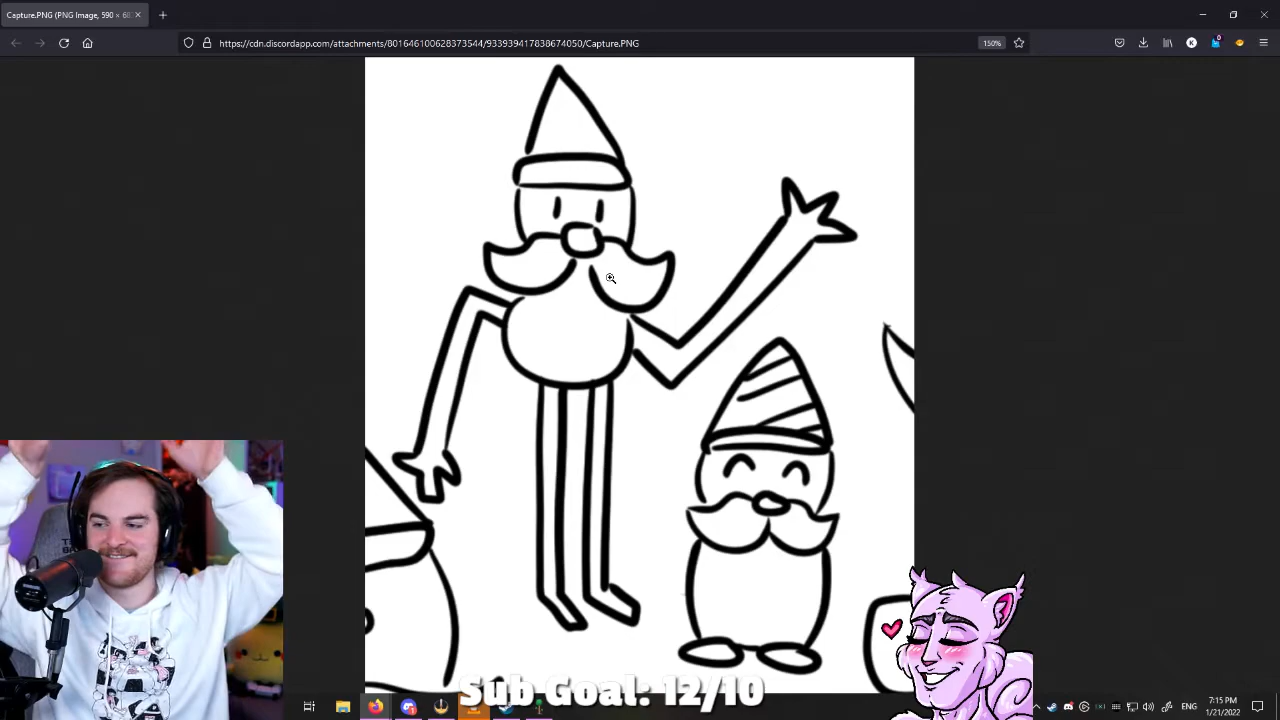 Capture.PNG (PNG Image, 590 × 68
https://cdn.discordapp.com/attachments/801646100628373544/933939417838674050/Capture.PNG
150%
Sub Goal: 12/10
ENG
7:15 PM
1/21/2022